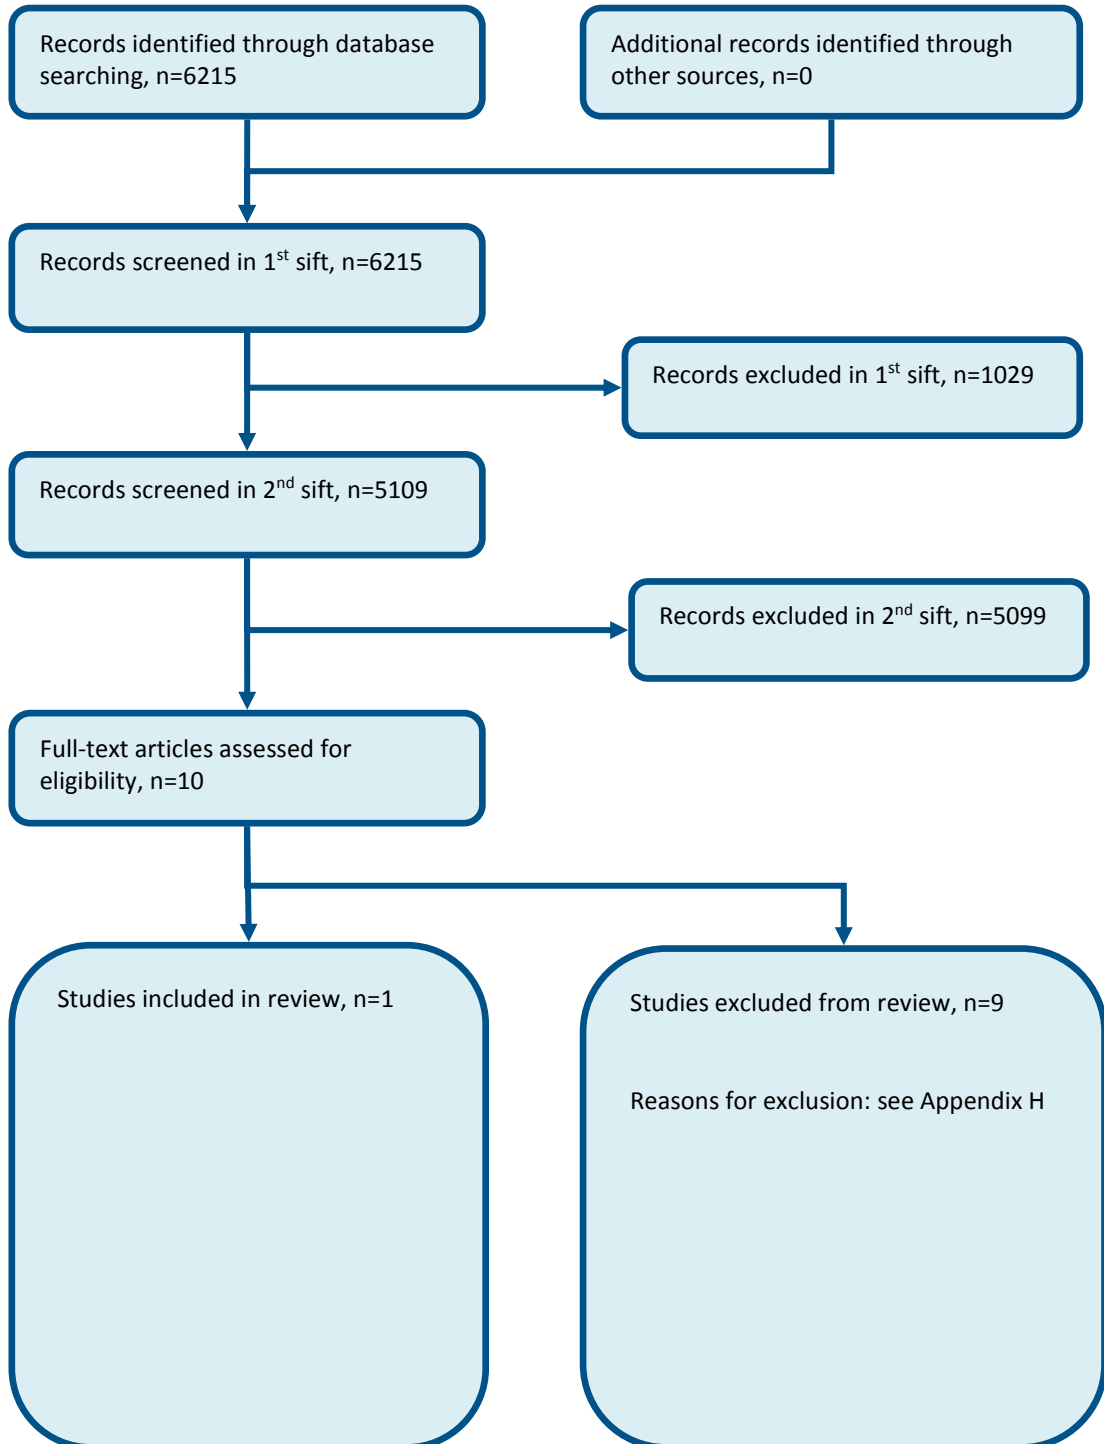 Records identified through database
searching, n=6215
Additional records identified through
other sources, n=0
Records screened in 1st sift, n=6215
Records excluded in 1st sift, n=1029
Records screened in 2nd sift, n=5109
Records excluded in 2nd sift, n=5099
Full-text articles assessed for
eligibility, n=10
Studies included in review, n=1
Studies excluded from review, n=9
Reasons for exclusion: see Appendix H